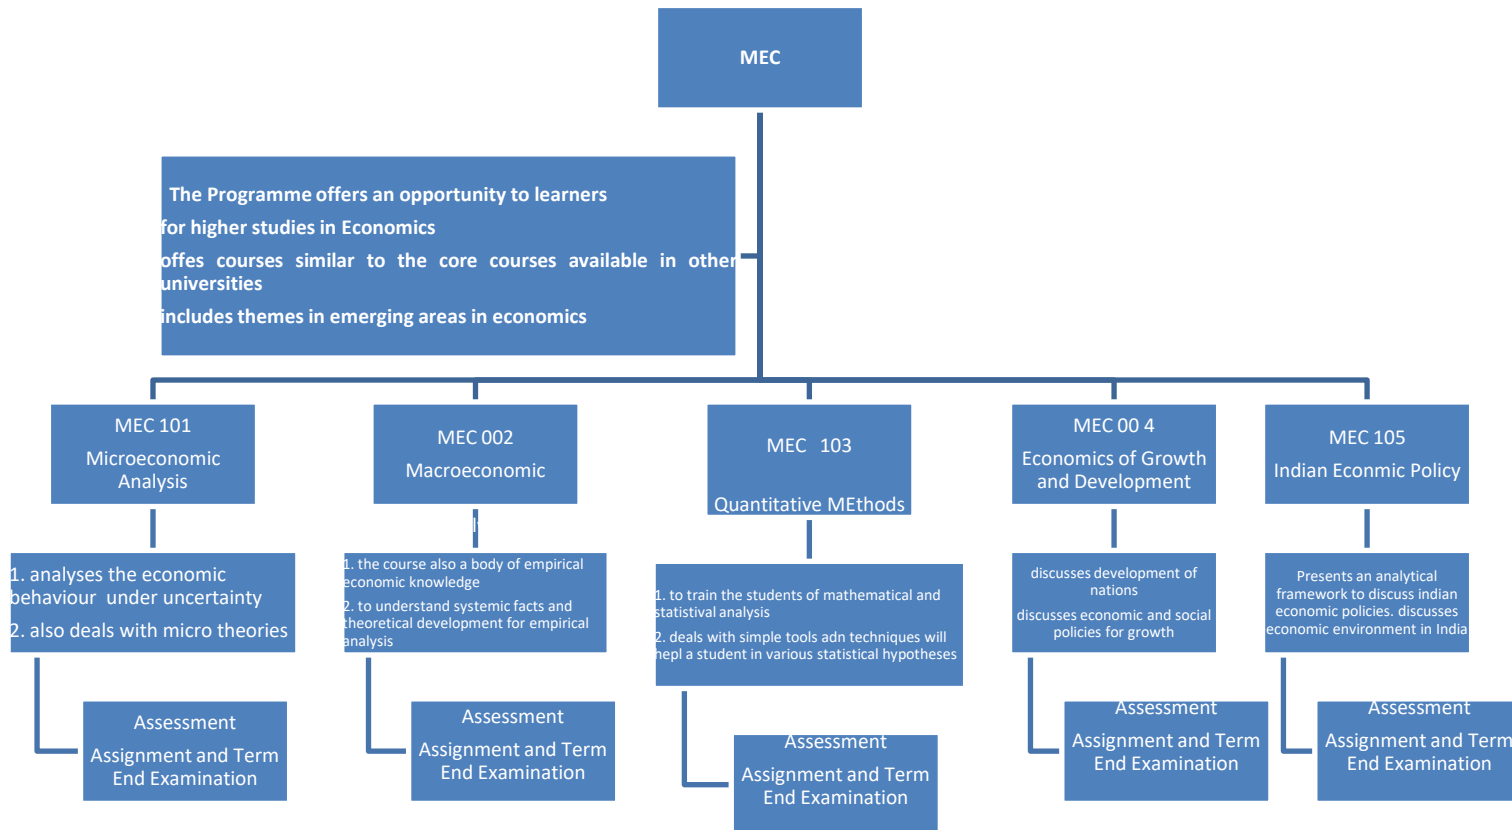 MEC
The Programme offers an opportunity to learners
for higher studies in Economics
offes courses similar to the core courses available in other
universities
includes themes in emerging areas in economics
MEC 101
Microeconomic
Analysis
MEC 002
Macroeconomic
MEC 103
Quantitative MEthods
MEC 00 4
Economics of Growth
and Development
MEC 105
Indian Econmic Policy
1. analyses the economic
behaviour under uncertainty
2. also deals with micro theories
1. the course also a body of empirical
economic knowledge
2. to understand systemic facts and
theoretical development for empirical
analysis
1. to train the students of mathematical and
statistival analysis
2. deals with simple tools adn techniques will
hepl a student in various statistical hypotheses
discusses development of
nations
discusses economic and social
policies for growth
Presents an analytical
framework to discuss indian
economic policies. discusses
economic environment in India
Assessment
Assignment and Term
End Examination
Assessment
Assignment and Term
End Examination
Assessment
Assignment and Term
End Examination
Assessment
Assignment and Term
End Examination
Assessment
Assignment and Term
End Examination